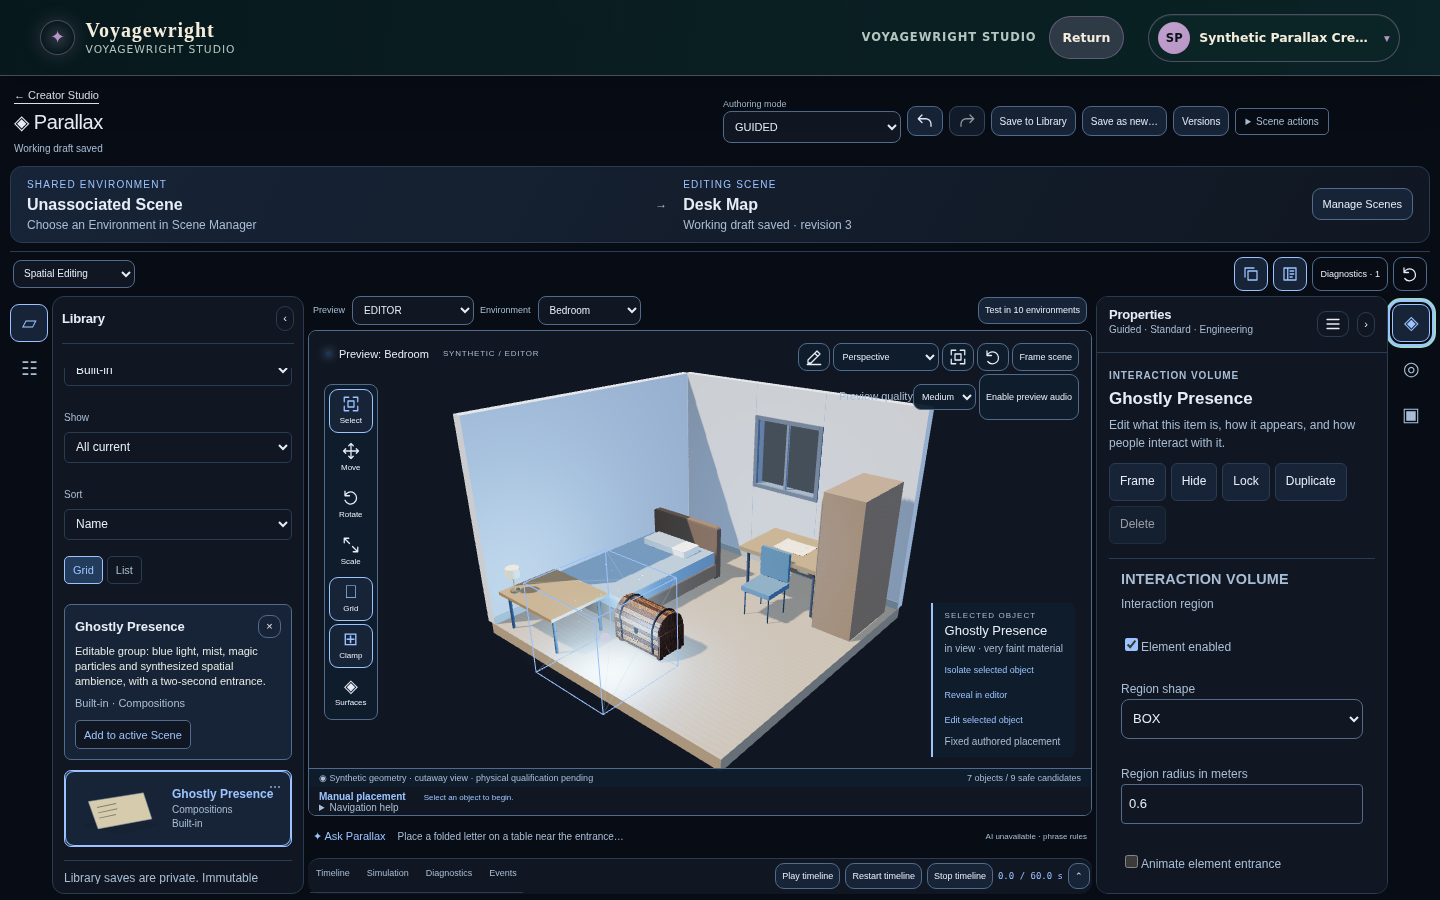 Voyagewright
VOYAGEWRIGHT STUDIO
VOYAGEWRIGHT STUDIO
Return
SP
Synthetic Parallax Cre…
← Creator Studio
◈ Parallax
Working draft saved
Authoring mode
GUIDED
Save to Library
Save as new…
Versions
Scene actions
SHARED ENVIRONMENT
Unassociated Scene
Choose an Environment in Scene Manager
→
EDITING SCENE
Desk Map
Working draft saved · revision 3
Manage Scenes
Spatial Editing
Diagnostics · 1
Library
Built-in
Show
All current
Sort
Name
Grid
List
Ghostly Presence
×
Editable group: blue light, mist, magic
particles and synthesized spatial
ambience, with a two-second entrance.
Built-in · Compositions
Add to active Scene
Ghostly Presence
…
Compositions
Built-in
Library saves are private. Immutable
Preview
EDITOR
Environment
Bedroom
Test in 10 environments
Preview: Bedroom
SYNTHETIC / EDITOR
Perspective
Frame scene
Preview quality
Medium
Enable preview audio
Select
Move
Rotate
Scale
Grid
Clamp
Surfaces
SELECTED OBJECT
Ghostly Presence
in view · very faint material
Isolate selected object
Reveal in editor
Edit selected object
Fixed authored placement
◉ Synthetic geometry · cutaway view · physical qualification pending
7 objects / 9 safe candidates
Manual placement
Select an object to begin.
Navigation help
✦ Ask Parallax
Place a folded letter on a table near the entrance…
AI unavailable · phrase rules
Timeline
Simulation
Diagnostics
Events
Play timeline
Restart timeline
Stop timeline
0.0 / 60.0 s
Properties
Guided · Standard · Engineering
INTERACTION VOLUME
Ghostly Presence
Edit what this item is, how it appears, and how
people interact with it.
Frame
Hide
Lock
Duplicate
Delete
INTERACTION VOLUME
Interaction region
Element enabled
Region shape
BOX
Region radius in meters
0.6
Animate element entrance